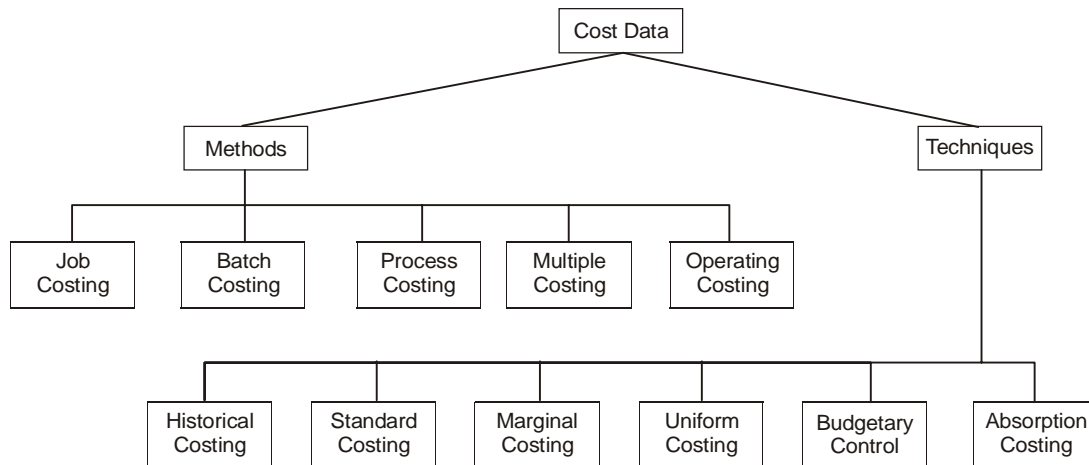 Cost Data
Methods
Techniques
Job
Costing
Batch
Costing
Process
Costing
Multiple
Costing
Operating
Costing
Historical
Costing
Standard
Costing
Marginal
Costing
Uniform
Costing
Budgetary
Control
Absorption
Costing